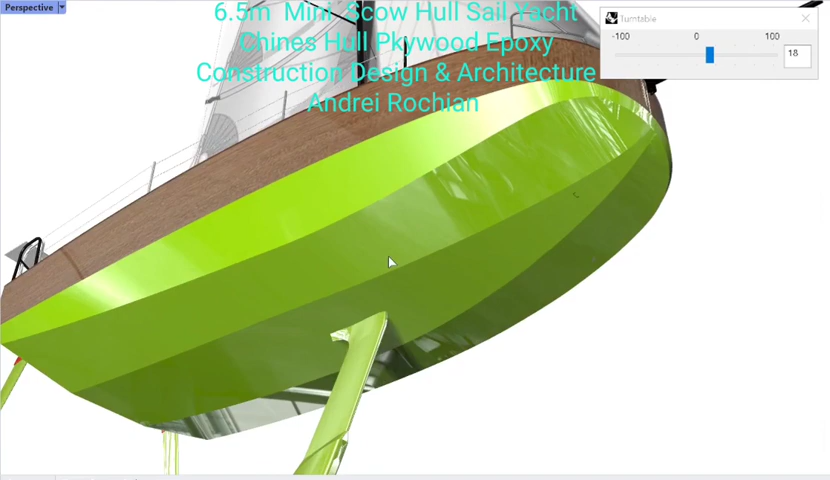 Perspective
6.5m Mini Scow Hull Sail Yacht
Chines Hull Pkywood Epoxy
Construction Design & Architecture
Andrei Rochian
Turntable
-100 0 100
18